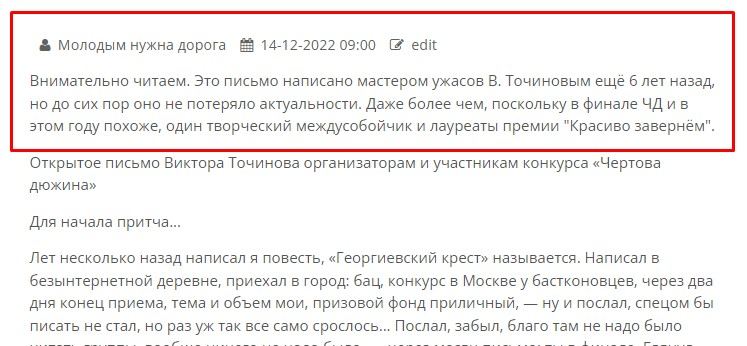 Молодым нужна дорога 14-12-2022 09:00 edit
Внимательно читаем. Это письмо написано мастером ужасов В. Точиновым ещё 6 лет назад,
но до сих пор оно не потеряло актуальности. Даже более чем, поскольку в финале ЧД и в
этом году похоже, один творческий междусобойчик и лауреаты премии "Красиво завернём".
Открытое письмо Виктора Точинова организаторам и участникам конкурса «Чертова
дюжина»
Для начала притча...
Лет несколько назад написал я повесть, «Георгиевский крест» называется. Написал в
безынтернетной деревне, приехал в город: бац, конкурс в Москве у бастконовцев, через два
дня конец приема, тема и объем мои, призовой фонд приличный, — ну и послал, спецом бы
писать не стал, но раз уж так все само срослось... Послал, забыл, благо там не надо было